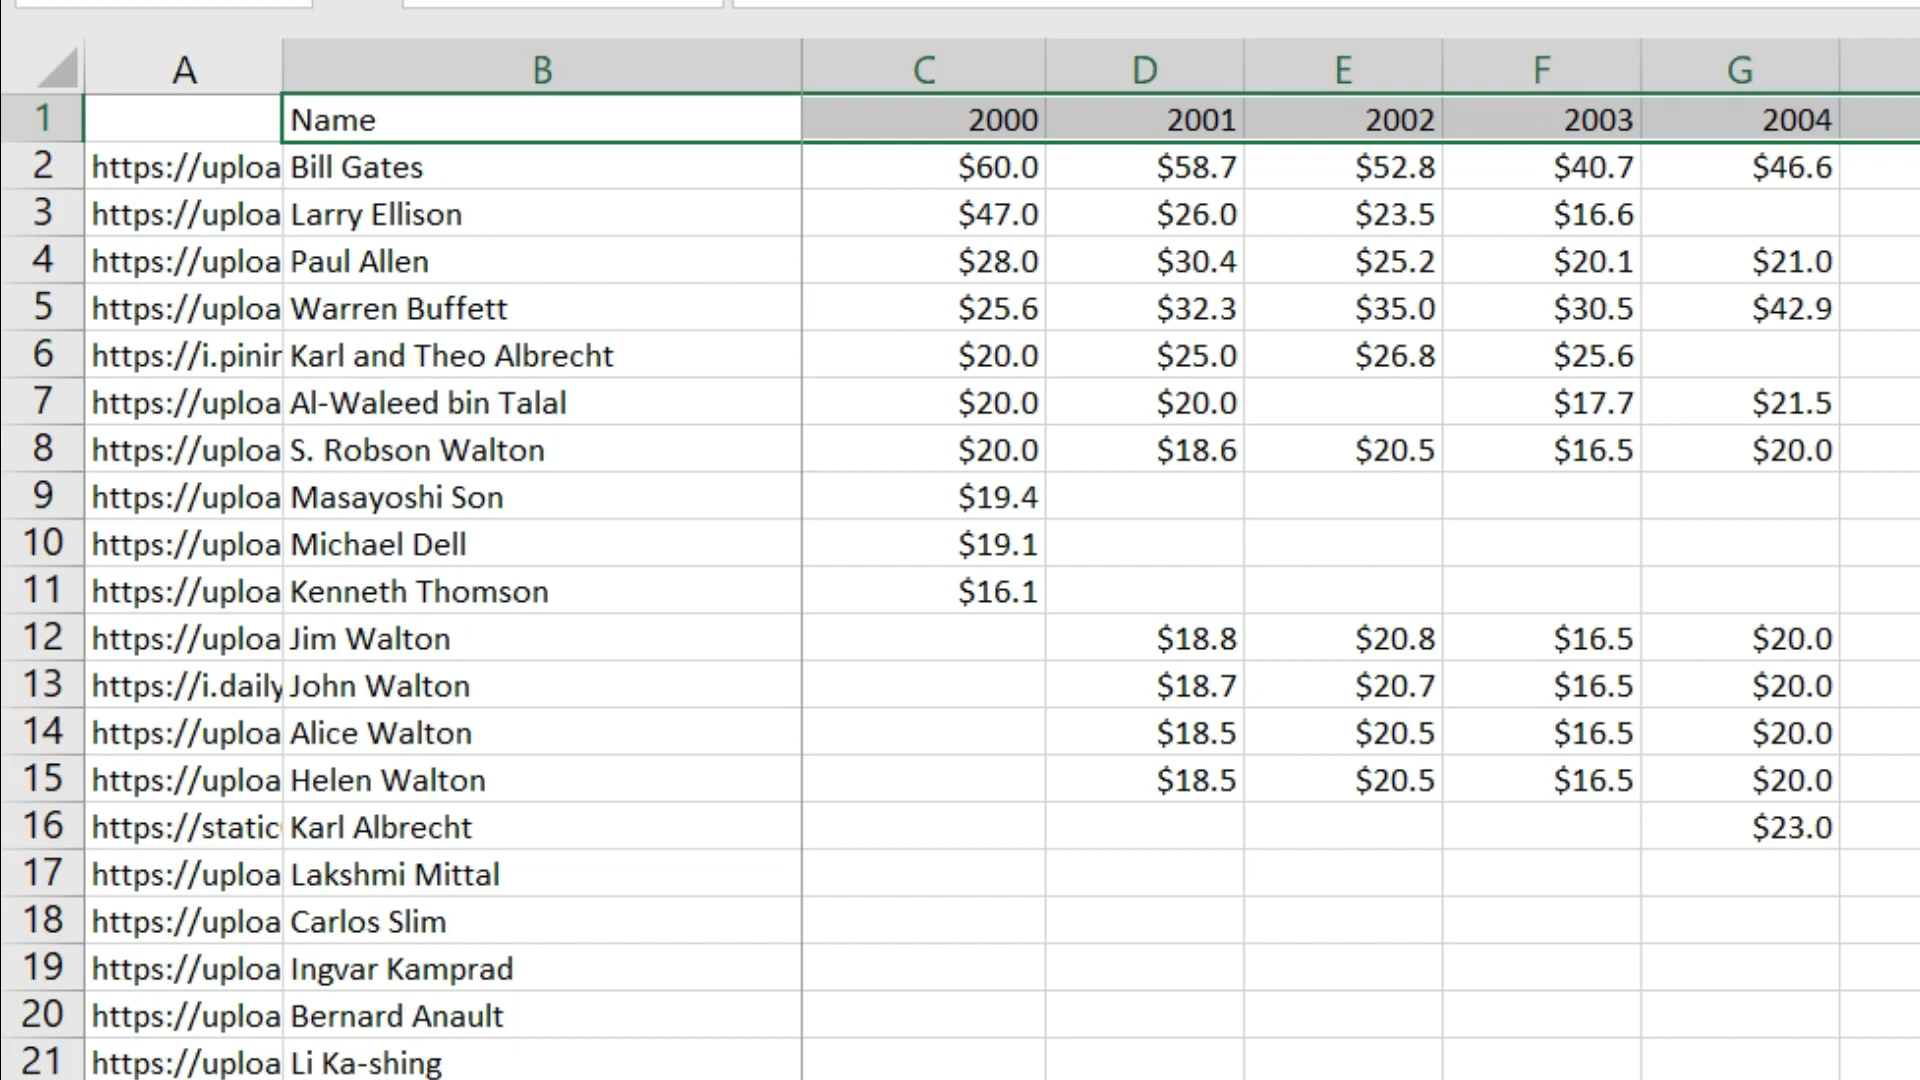 A B C D E F G
1 Name 2000 2001 2002 2003 2004
2 https://uploa Bill Gates $60.0 $58.7 $52.8 $40.7 $46.6
3 https://uploa Larry Ellison $47.0 $26.0 $23.5 $16.6
4 https://uploa Paul Allen $28.0 $30.4 $25.2 $20.1 $21.0
5 https://uploa Warren Buffett $25.6 $32.3 $35.0 $30.5 $42.9
6 https://i.pinir Karl and Theo Albrecht $20.0 $25.0 $26.8 $25.6
7 https://uploa Al-Waleed bin Talal $20.0 $20.0 $17.7 $21.5
8 https://uploa S. Robson Walton $20.0 $18.6 $20.5 $16.5 $20.0
9 https://uploa Masayoshi Son $19.4
10 https://uploa Michael Dell $19.1
11 https://uploa Kenneth Thomson $16.1
12 https://uploa Jim Walton $18.8 $20.8 $16.5 $20.0
13 https://i.daily John Walton $18.7 $20.7 $16.5 $20.0
14 https://uploa Alice Walton $18.5 $20.5 $16.5 $20.0
15 https://uploa Helen Walton $18.5 $20.5 $16.5 $20.0
16 https://static Karl Albrecht $23.0
17 https://uploa Lakshmi Mittal
18 https://uploa Carlos Slim
19 https://uploa Ingvar Kamprad
20 https://uploa Bernard Anault
21 https://uploa Li Ka-shing